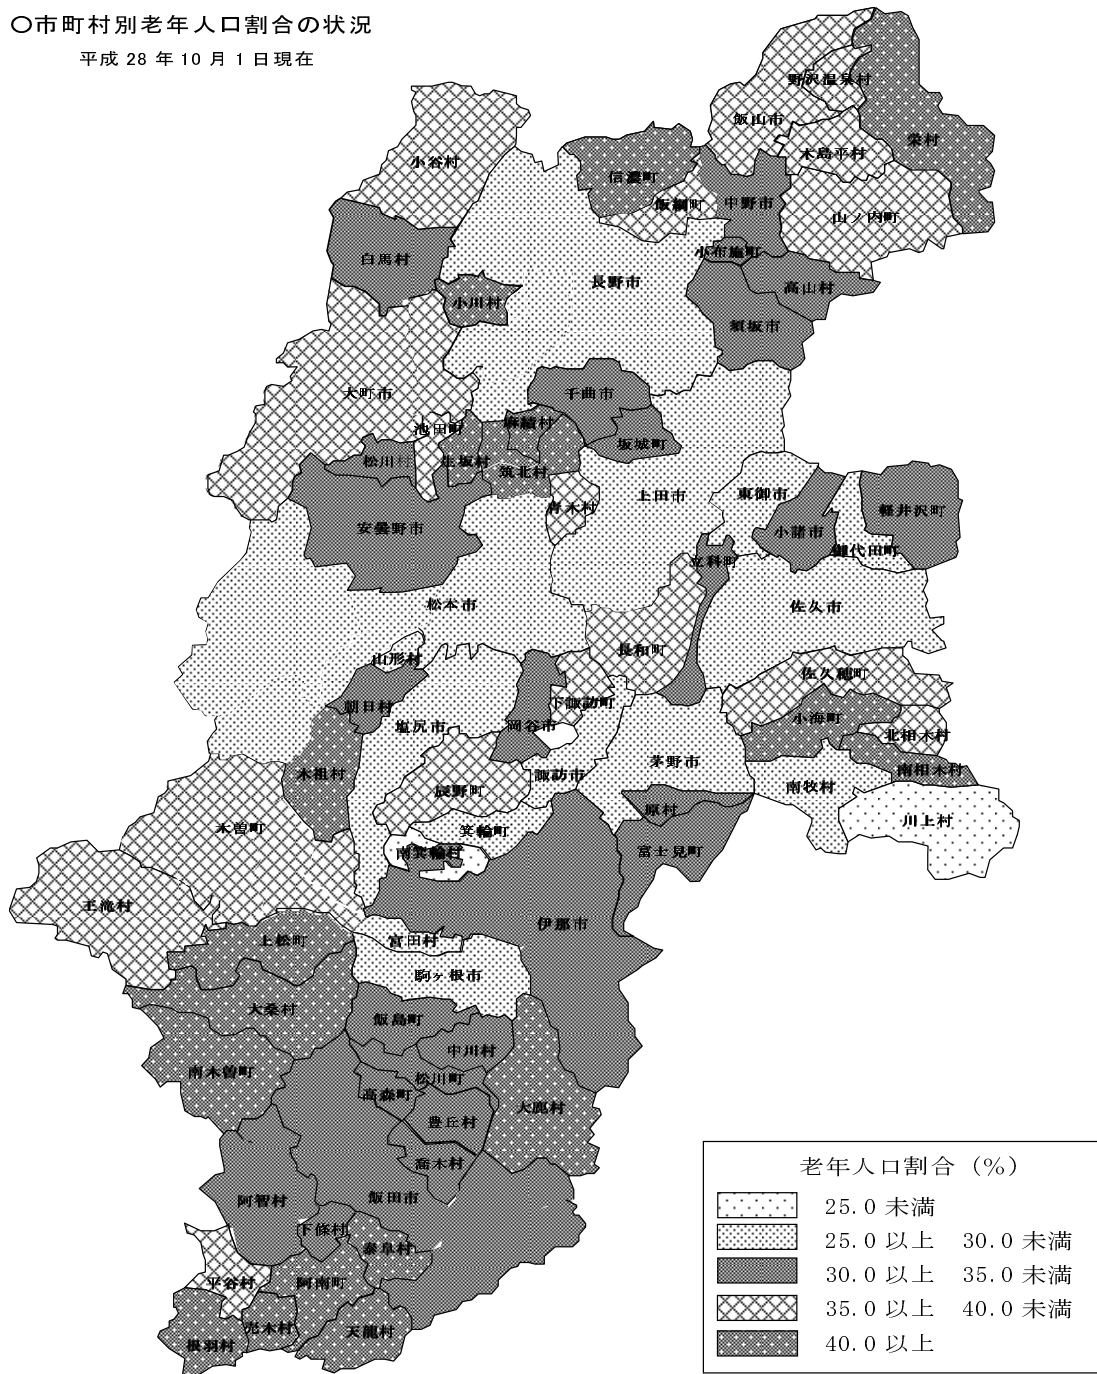 〇市町村別老年人口割合の状況
平成 28 年 10 月 1 日現在
野沢温泉村
飯山市
栄村
木島平村
小谷村
信濃町
飯綱町
中野市
山ノ内町
小布施町
白馬村
長野市
高山村
小川村
須坂市
大町市
千曲市
池田町
麻績村
坂城町
松川村
生坂村
筑北村
上田市
東御市
青木村
軽井沢町
安曇野市
小諸市
御代田町
立科町
松本市
佐久市
長和町
山形村
佐久穂町
下諏訪町
朝日村
小海町
塩尻市
岡谷市
北相木村
茅野市
南相木村
木祖村
諏訪市
南牧村
辰野町
原村
川上村
木曽町
箕輪町
南箕輪村
富士見町
王滝村
伊那市
上松町
宮田村
駒ヶ根市
大桑村
飯島町
中川村
南木曽町
松川町
高森町
大鹿村
豊丘村
喬木村
阿智村
飯田市
下條村
泰阜村
平谷村
阿南町
売木村
天龍村
根羽村
老年人口割合（％）
25.0 未満
25.0 以上 30.0 未満
30.0 以上 35.0 未満
35.0 以上 40.0 未満
40.0 以上